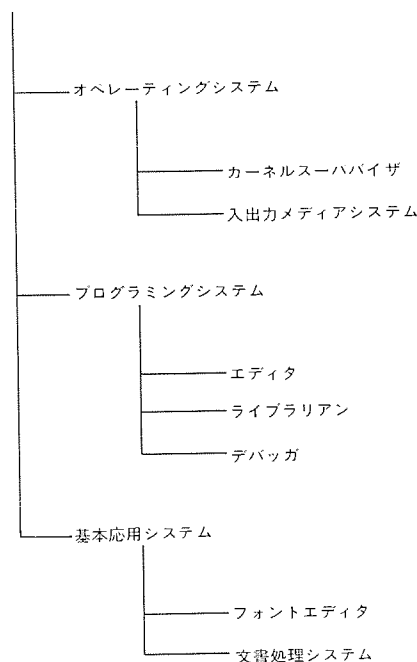 オペレーティングシステム
カーネルスーパバイザ
入出力メディアシステム
プログラミングシステム
エディタ
ライブラリアン
デバッガ
基本応用システム
フォントエディタ
文書処理システム